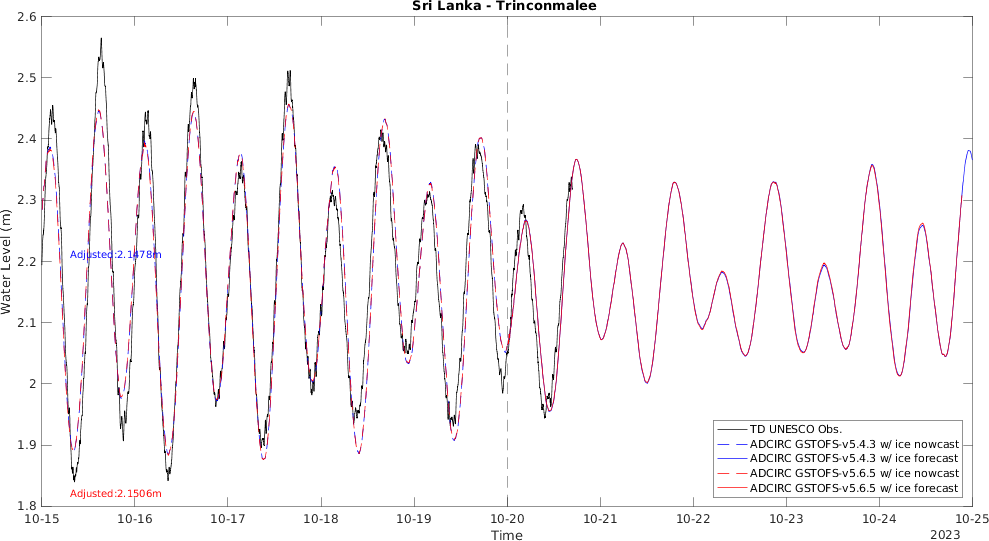 Sri Lanka - Trinconmalee
2.6
2.5
2.4
2.3
2.2
2.1
2
1.9
1.8
Water Level (m)
Adjusted:2.1478m
Adjusted:2.1506m
TD UNESCO Obs.
ADCIRC GSTOFS-v5.4.3 w/ ice nowcast
ADCIRC GSTOFS-v5.4.3 w/ ice forecast
ADCIRC GSTOFS-v5.6.5 w/ ice nowcast
ADCIRC GSTOFS-v5.6.5 w/ ice forecast
10-15 10-16 10-17 10-18 10-19 10-20 10-21 10-22 10-23 10-24 10-25
Time
2023